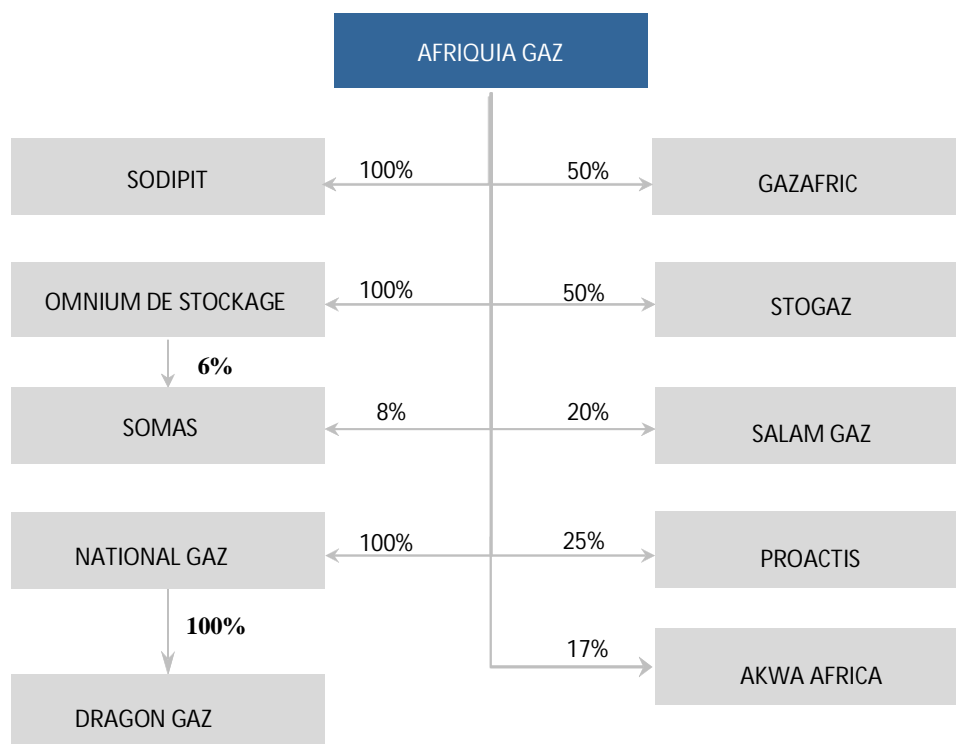 AFRIQUIA GAZ
SODIPIT
100%
50%
GAZAFRIC
OMNIUM DE STOCKAGE
100%
50%
STOGAZ
6%
SOMAS
8%
20%
SALAM GAZ
NATIONAL GAZ
100%
25%
PROACTIS
100%
17%
AKWA AFRICA
DRAGON GAZ